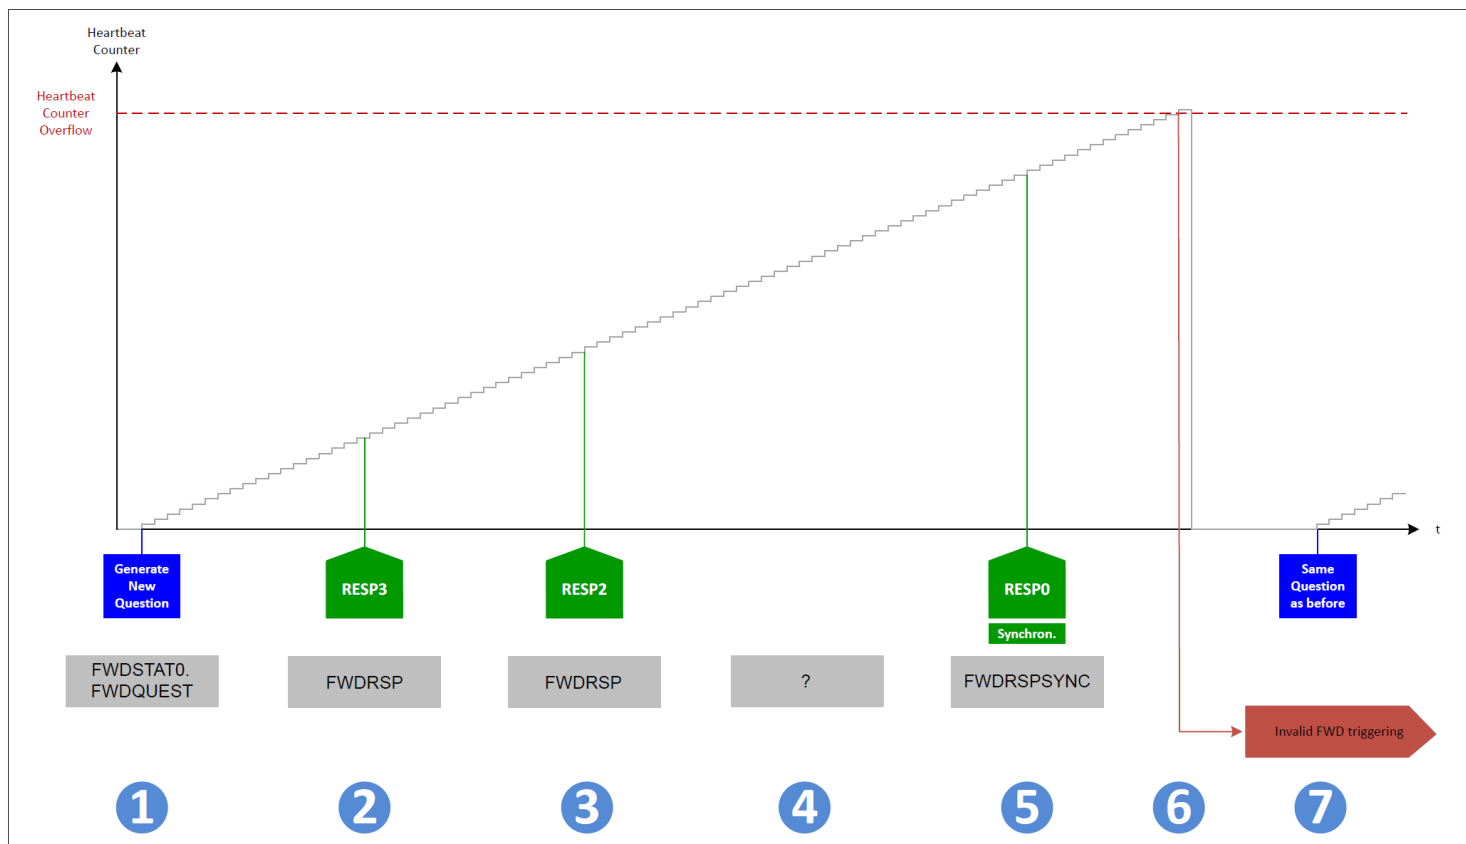 Heartbeat
Counter
Heartbeat
Counter
Overflow
t
Generate
New
Question
RESP3
RESP2
RESP0
Synchron.
Same
Question
as before
FWDSTAT0.
FWDQUEST
FWDRSP
FWDRSP
?
FWDRSPSYNC
Invalid FWD triggering
1
2
3
4
5
6
7